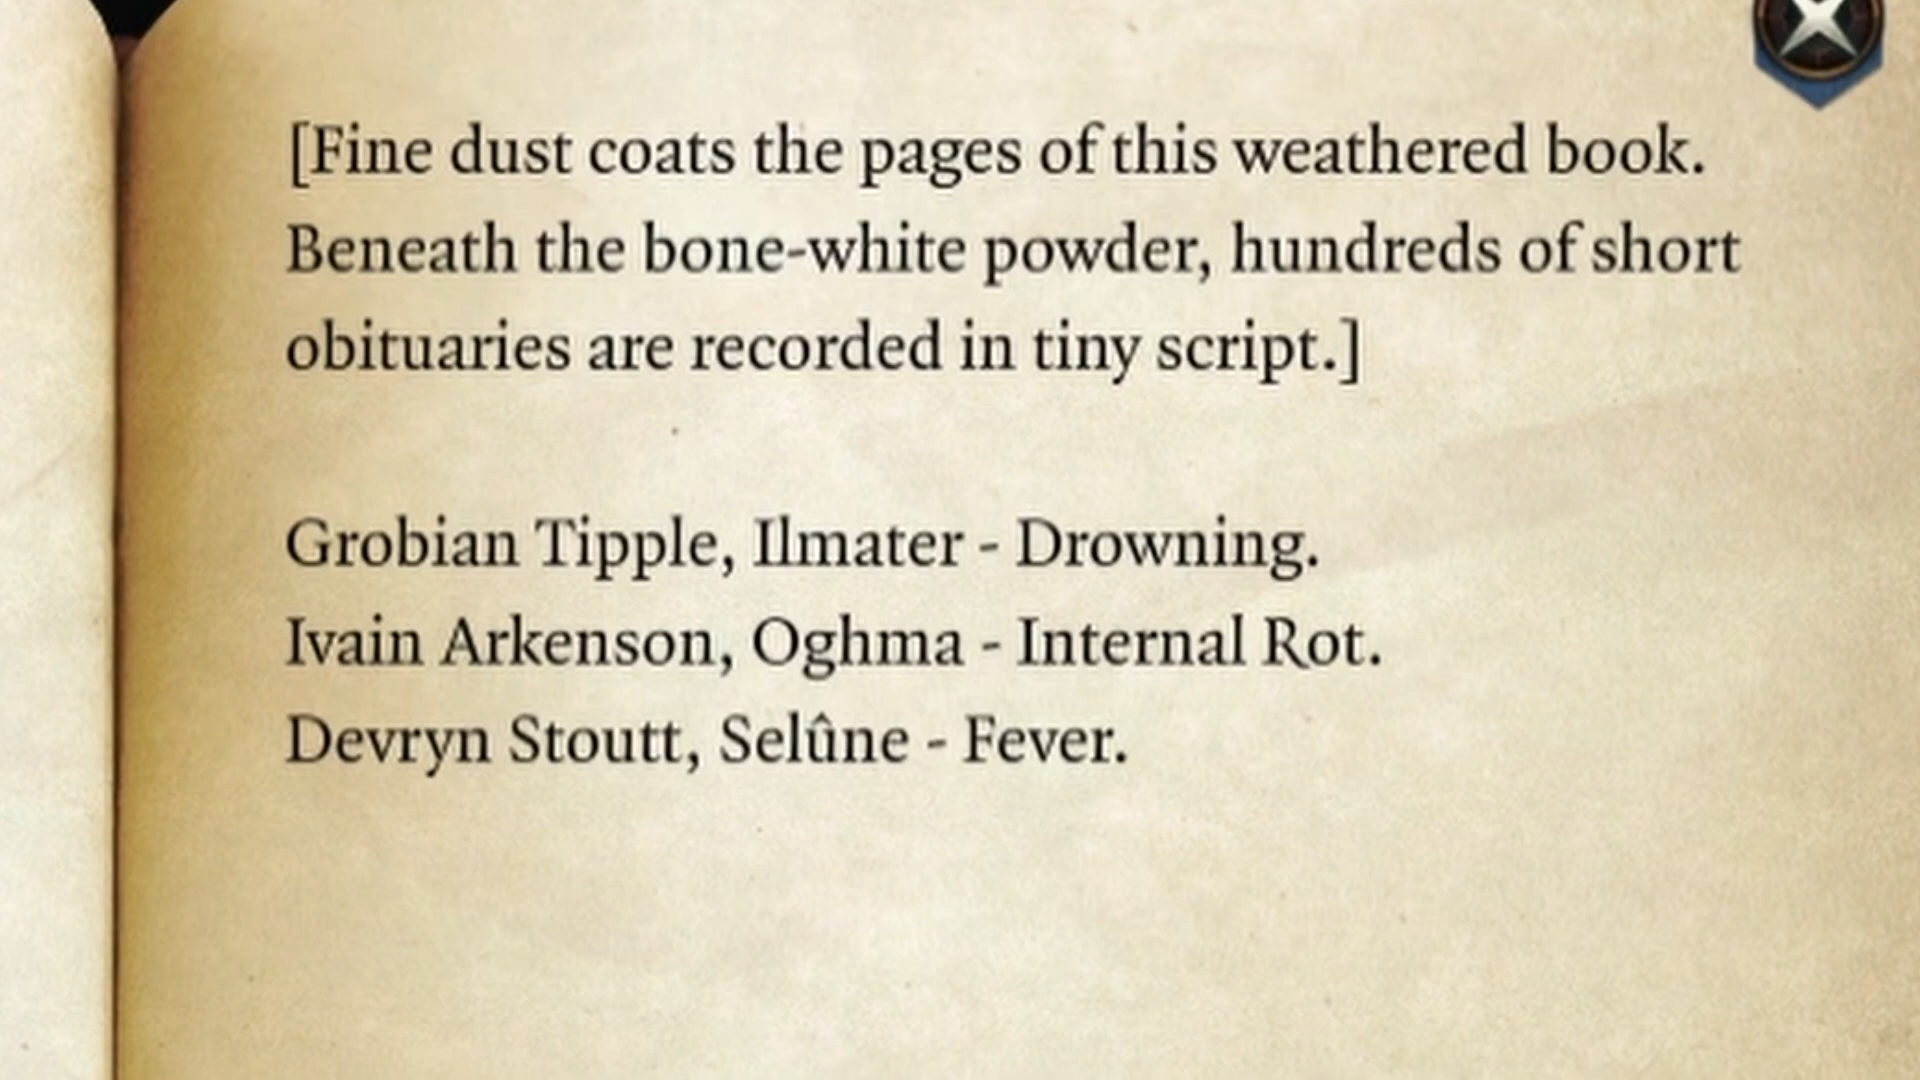 [Fine dust coats the pages of this weathered book.
Beneath the bone-white powder, hundreds of short
obituaries are recorded in tiny script.]
Grobian Tipple, Ilmater - Drowning.
Ivain Arkenson, Oghma - Internal Rot.
Devryn Stoutt, Selûne - Fever.